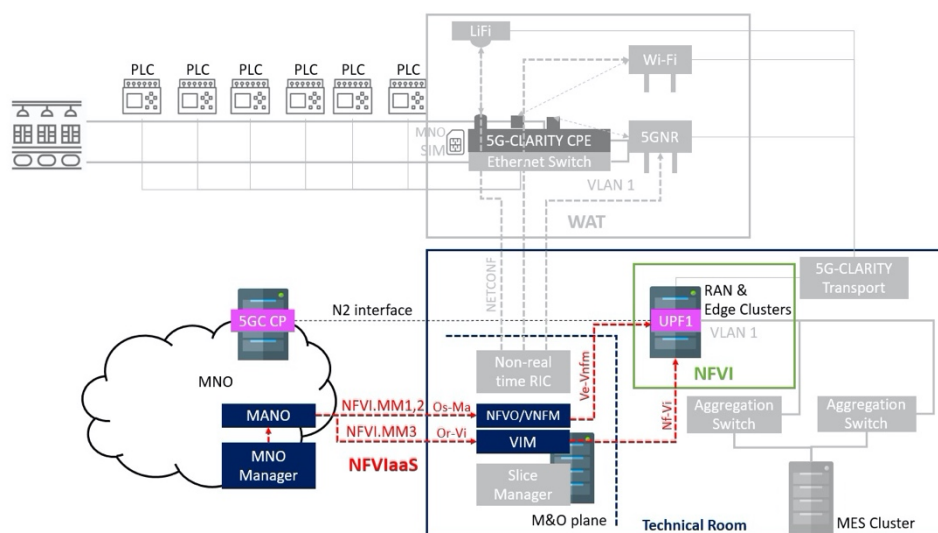 LiFi
Wi-Fi
PLC PLC PLC PLC PLC PLC
MNO
SIM
5G-CLARITY CPE
Ethernet Switch
5GNR
VLAN 1
WAT
NETCONF
5G-CLARITY
Transport
RAN &
Edge Clusters
5GC CP
N2 interface
UPF1
VLAN 1
NFVI
MNO
Non-real
time RIC
Ve-Vnfm
Nf-Vi
Aggregation
Switch
Aggregation
Switch
MANO
NFVI.MM1,2
Os-Ma
NFVO/VNFM
NFVI.MM3
Or-Vi
VIM
MNO
Manager
NFVIaaS
Slice
Manager
M&O plane
Technical Room
MES Cluster